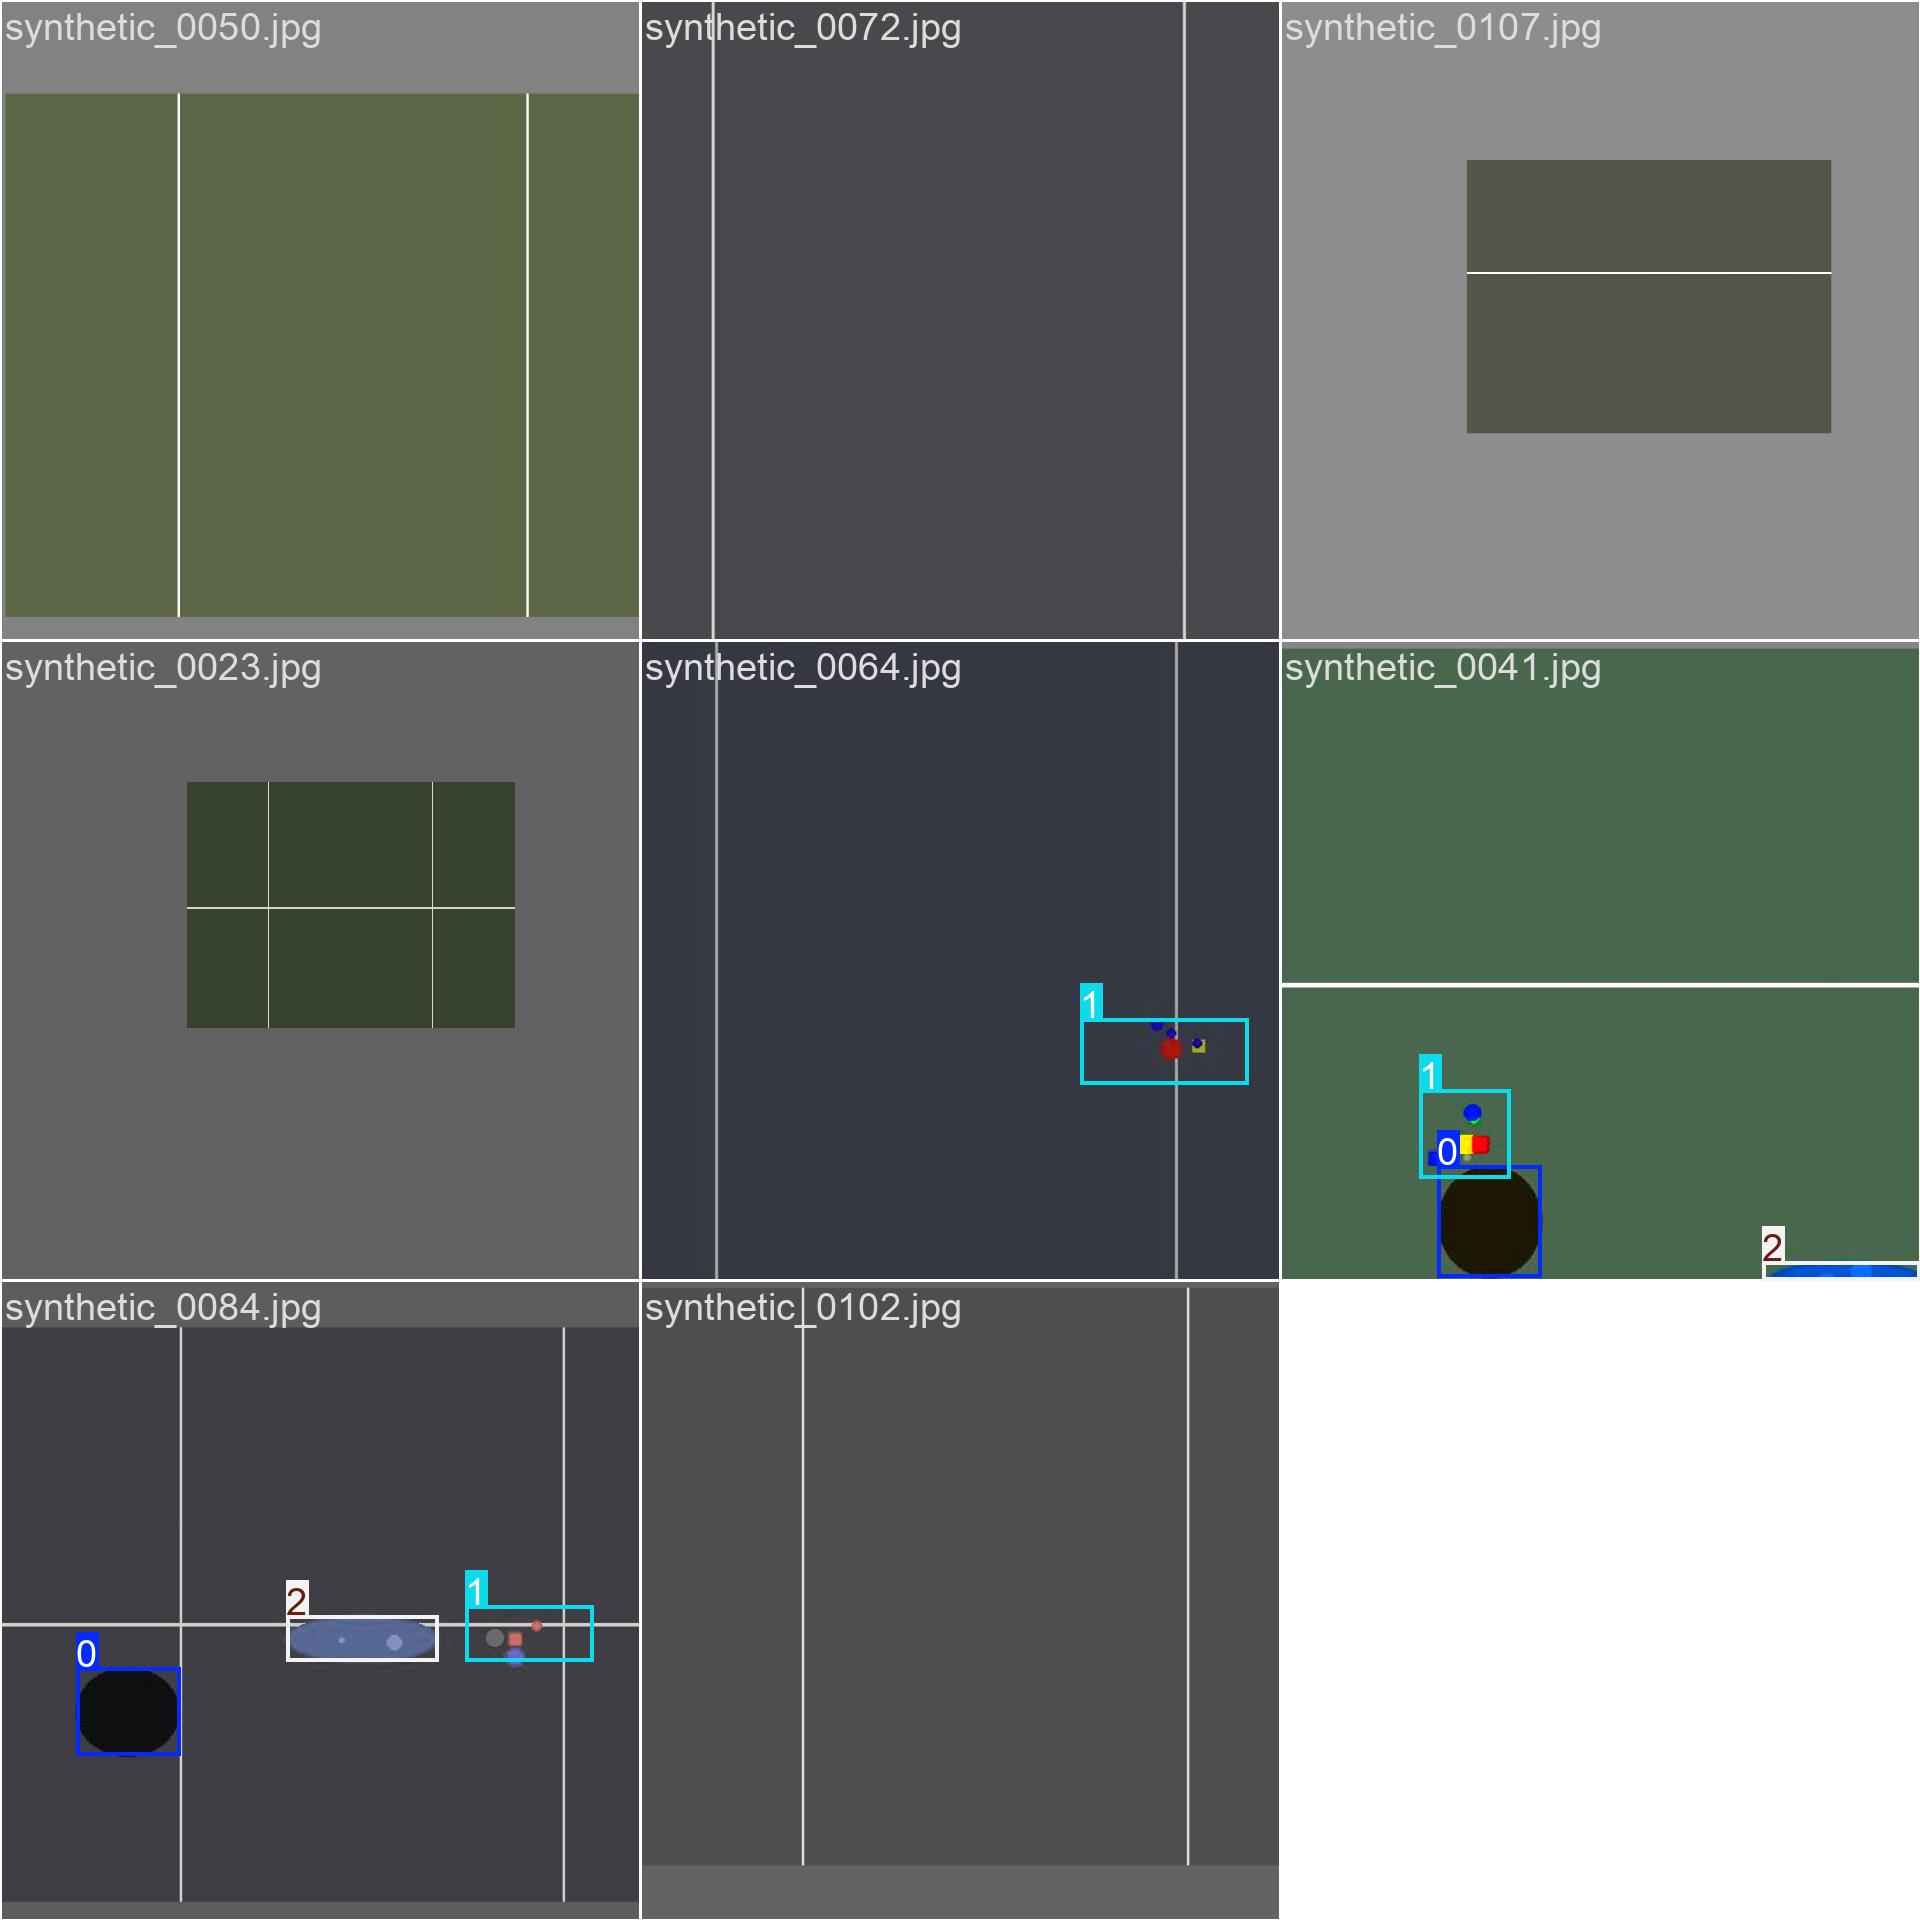 synthetic_0050.jpg
synthetic_0072.jpg
synthetic_0107.jpg
synthetic_0023.jpg
synthetic_0064.jpg
synthetic_0041.jpg
1
1
0
2
synthetic_0084.jpg
synthetic_0102.jpg
2
1
0